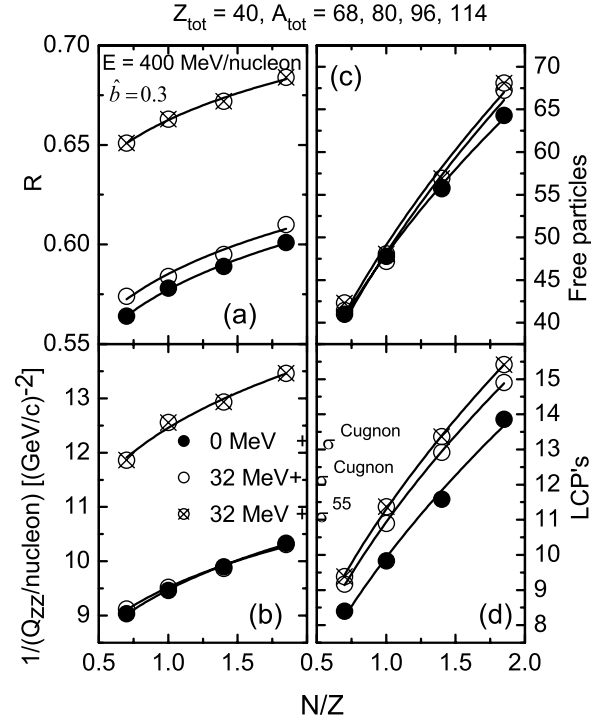 Z_tot = 40, A_tot = 68, 80, 96, 114
0.70
E = 400 MeV/nucleon
b̂=0.3
0.65
R
0.60
(a)
0.55
(c)
70
65
60
55
50
45
40
Free particles
1/(Q_ZZ/nucleon) [(GeV/c)^-2]
13
12
11
10
9
0 MeV + σ^Cugnon
32 MeV+ σ^Cugnon
32 MeV + σ^55
(b)
0.5 1.0 1.5
15
14
13
12
11
10
9
8
LCP's
(d)
0.5 1.0 1.5 2.0
N/Z